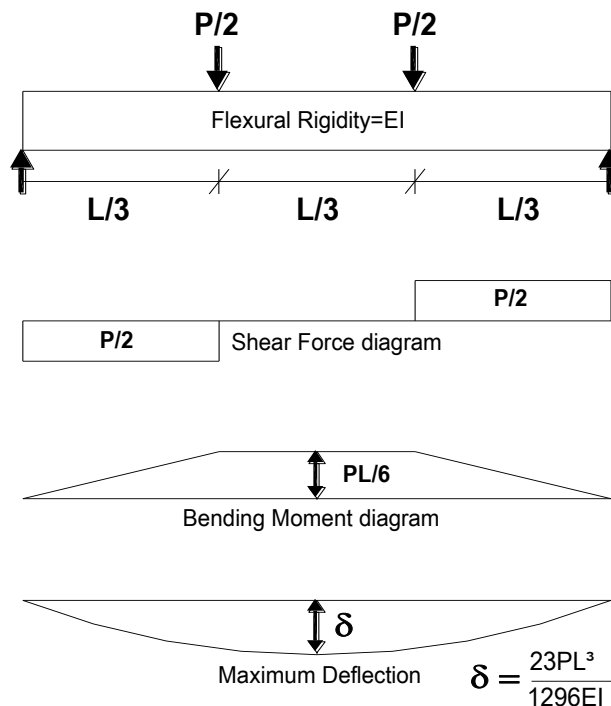 P/2 P/2
Flexural Rigidity=EI
L/3 L/3 L/3
P/2
P/2 Shear Force diagram
PL/6
Bending Moment diagram
δ
Maximum Deflection
δ = 23PL³/1296EI